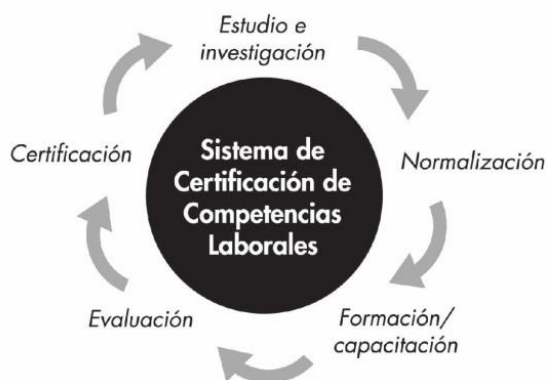 Estudio e
investigación
Normalización
Formación/
capacitación
Evaluación
Certificación
Sistema de
Certificación de
Competencias
Laborales